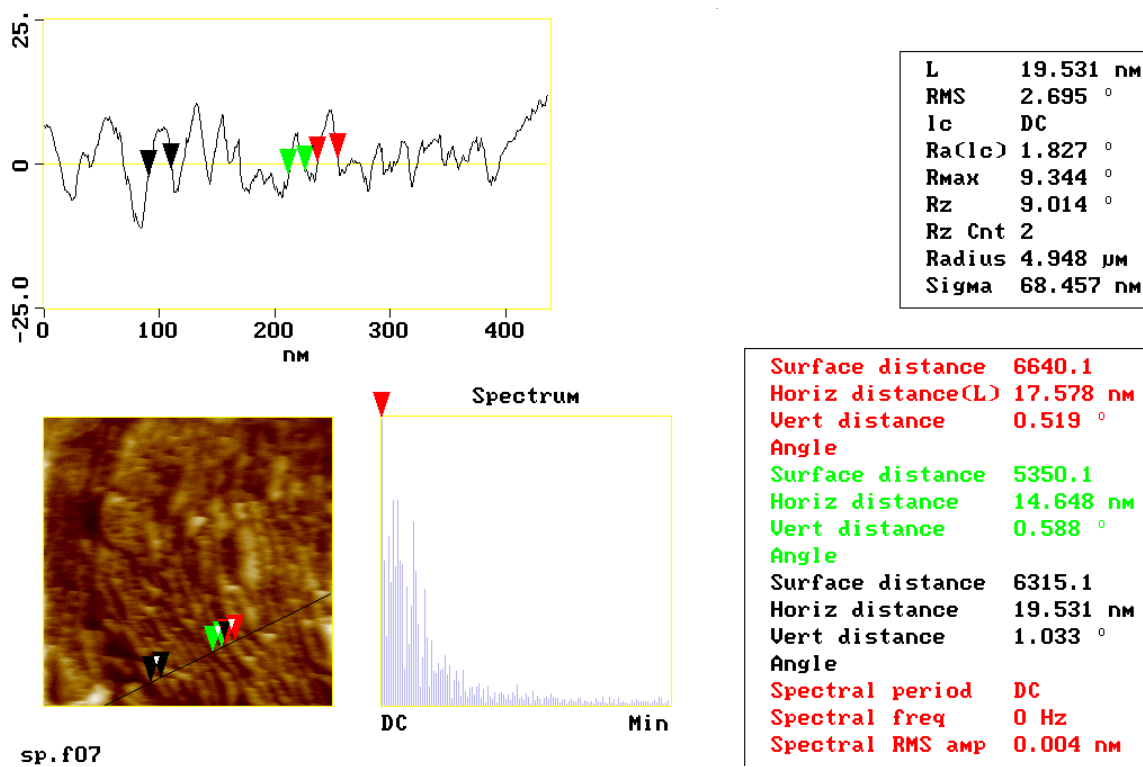 25.
0
-25.0
0 100 200 300 400
nM
L 19.531 nM
RMS 2.695 °
lc DC
Ra(lc) 1.827 °
Rmax 9.344 °
Rz 9.014 °
Rz Cnt 2
Radius 4.948 µM
Sigma 68.457 nM
Spectrum
DC Min
Surface distance 6640.1
Horiz distance(L) 17.578 nM
Vert distance 0.519 °
Angle
Surface distance 5350.1
Horiz distance 14.648 nM
Vert distance 0.588 °
Angle
Surface distance 6315.1
Horiz distance 19.531 nM
Vert distance 1.033 °
Angle
Spectral period DC
Spectral freq 0 Hz
Spectral RMS amp 0.004 nM
sp.f07